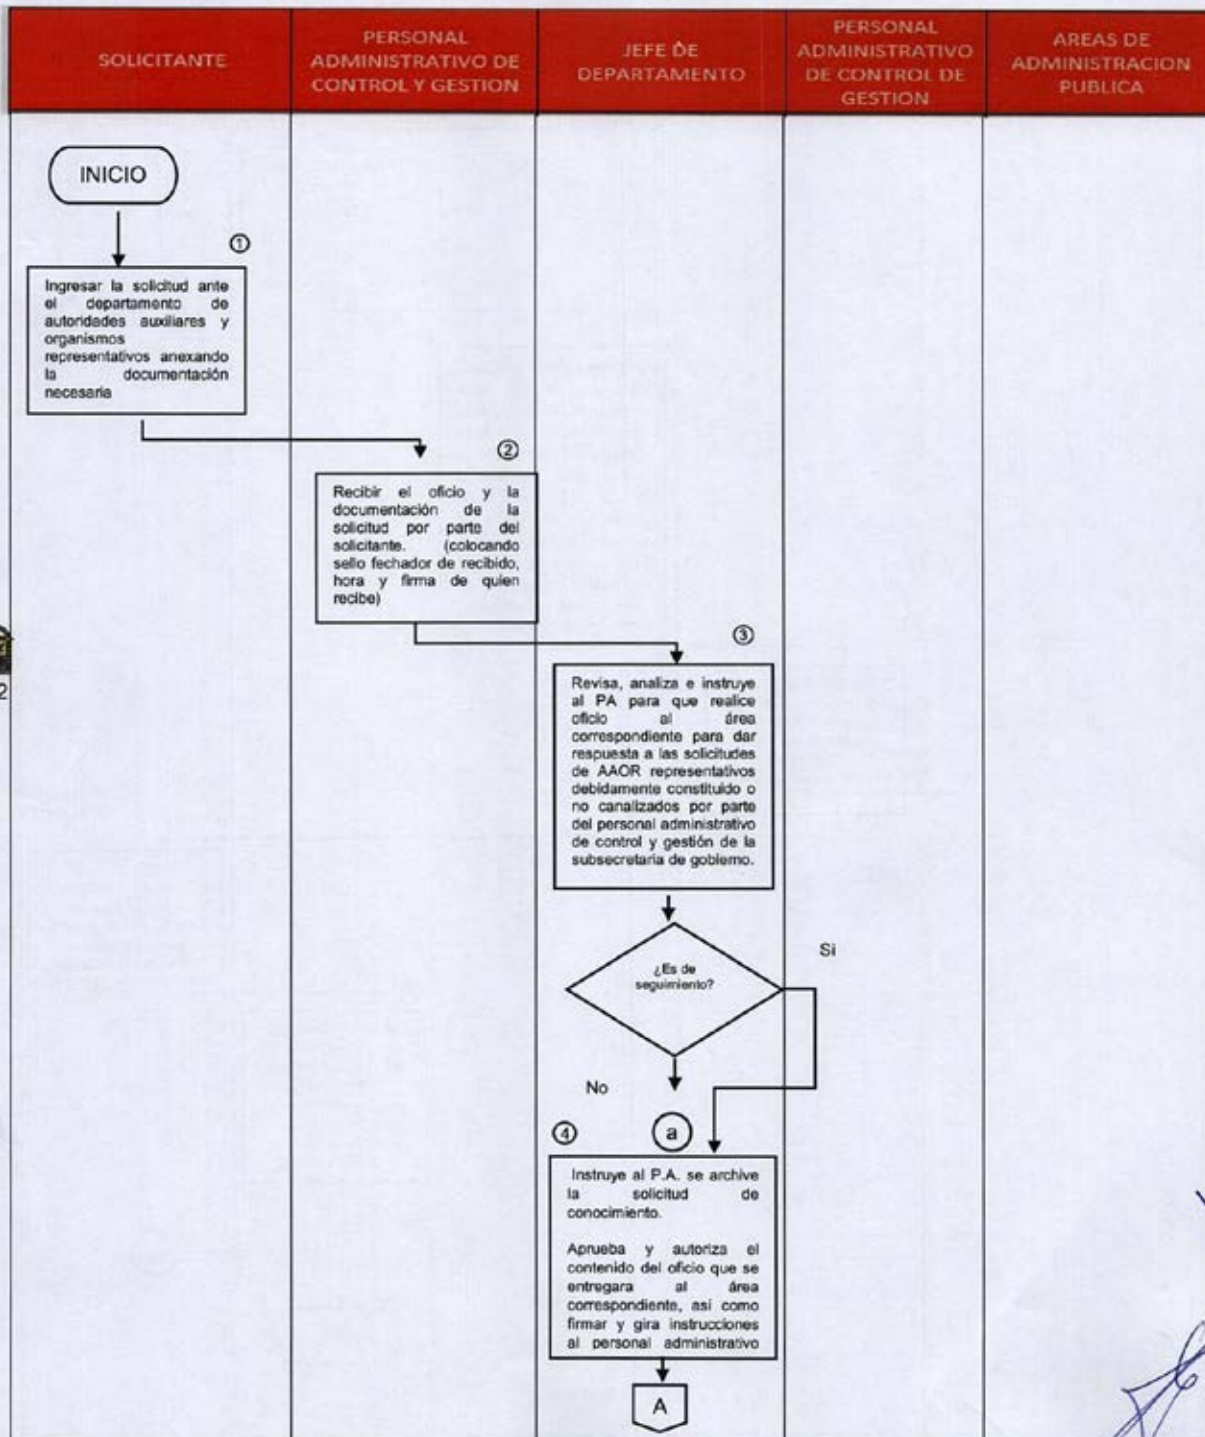 SOLICITANTE
PERSONAL
ADMINISTRATIVO DE
CONTROL Y GESTION
JEFE DE
DEPARTAMENTO
PERSONAL
ADMINISTRATIVO
DE CONTROL DE
GESTION
AREAS DE
ADMINISTRACION
PUBLICA
INICIO
①
Ingresar la solicitud ante
el departamento de
autoridades auxiliares y
organismos
representativos anexando
la documentación
necesaria
②
Recibir el oficio y la
documentación de la
solicitud por parte del
solicitante. (colocando
sello fechador de recibido,
hora y firma de quien
recibe)
2
③
Revisa, analiza e instruye
al PA para que realice
oficio al área
correspondiente para dar
respuesta a las solicitudes
de AAOR representativos
debidamente constituido o
no canalizados por parte
del personal administrativo
de control y gestión de la
subsecretaria de gobierno.
¿Es de
seguimiento?
Si
No
a
④
Instruye al P.A. se archive
la solicitud de
conocimiento.
Aprueba y autoriza el
contenido del oficio que se
entregara al área
correspondiente, así como
firmar y gira instrucciones
al personal administrativo
A